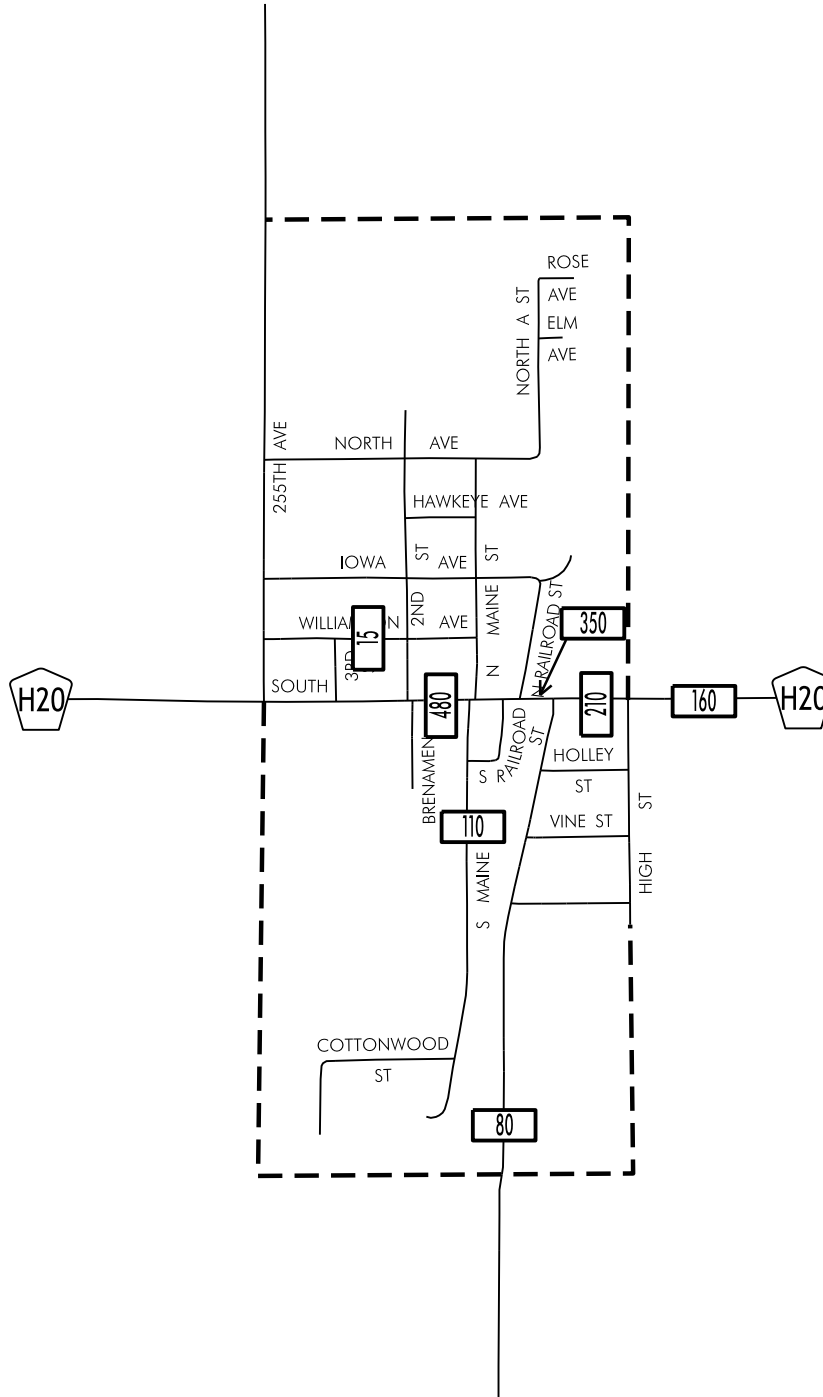 ROSE
AVE
ELM
AVE
NORTH A ST
NORTH AVE
255TH AVE
HAWKEYE AVE
IOWA AVE
2ND ST
N MAINE ST
N RAILROAD ST
350
15
AVE
3RD
SOUTH
H20
480
210
160
H20
BRENAMEN
S RAILROAD ST
HOLLEY
ST
110
VINE ST
HIGH ST
S MAINE
COTTONWOOD
ST
80